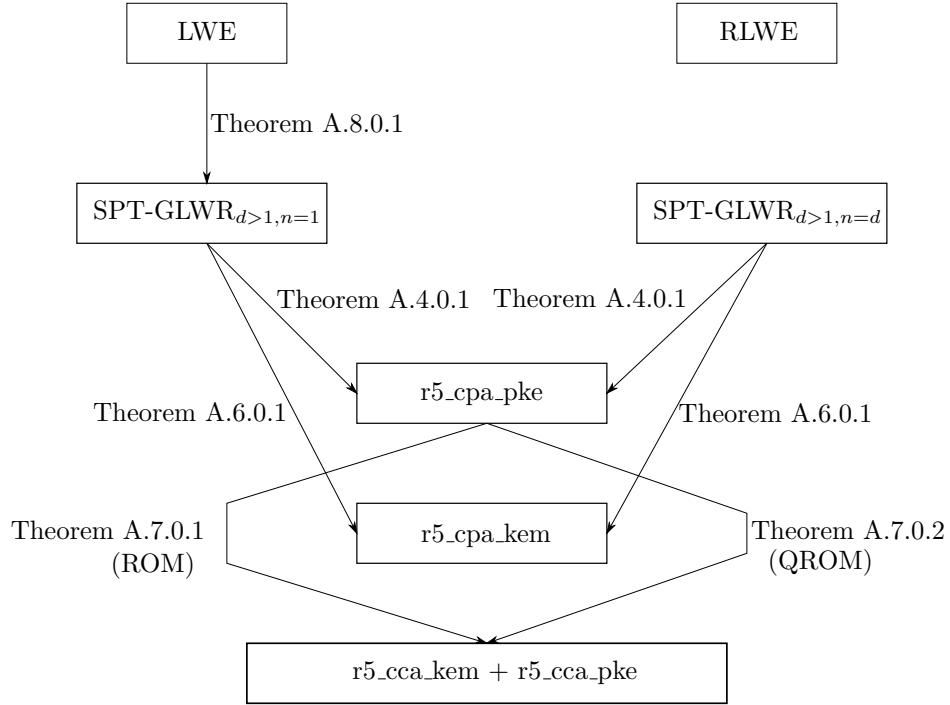 LWE
RLWE
Theorem A.8.0.1
SPT-GLWR_{d>1,n=1}
SPT-GLWR_{d>1,n=d}
Theorem A.4.0.1
Theorem A.4.0.1
r5_cpa_pke
Theorem A.6.0.1
Theorem A.6.0.1
Theorem A.7.0.1
(ROM)
r5_cpa_kem
Theorem A.7.0.2
(QROM)
r5_cca_kem + r5_cca_pke